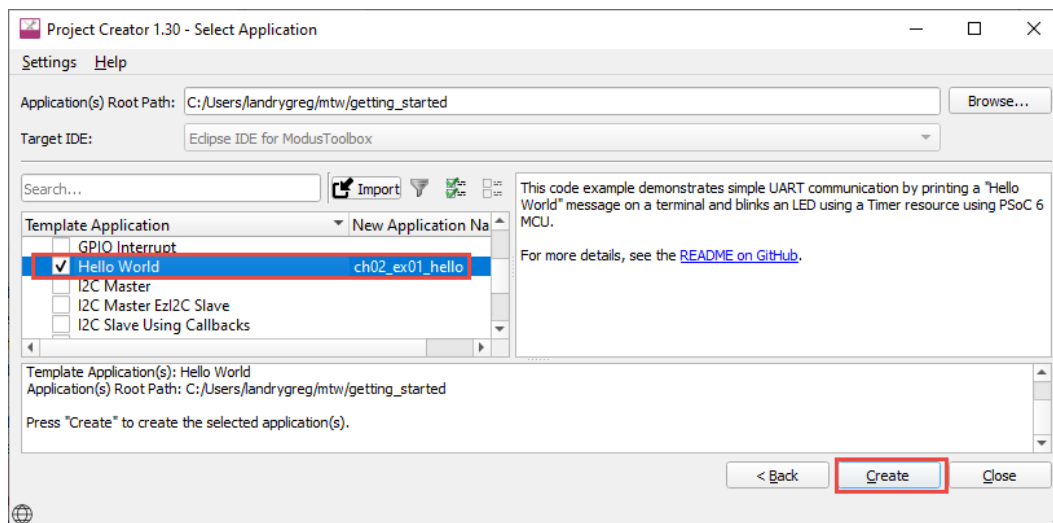 Project Creator 1.30 - Select Application
Settings Help
Application(s) Root Path: C:/Users/landrygreg/mtw/getting_started Browse...
Target IDE: Eclipse IDE for ModusToolbox
Search... Import
Template Application New Application Na
GPIO Interrupt
Hello World ch02_ex01_hello
I2C Master
I2C Master EzI2C Slave
I2C Slave Using Callbacks
This code example demonstrates simple UART communication by printing a "Hello
World" message on a terminal and blinks an LED using a Timer resource using PSoC 6
MCU.
For more details, see the README on GitHub.
Template Application(s): Hello World
Application(s) Root Path: C:/Users/landrygreg/mtw/getting_started
Press "Create" to create the selected application(s).
< Back Create Close